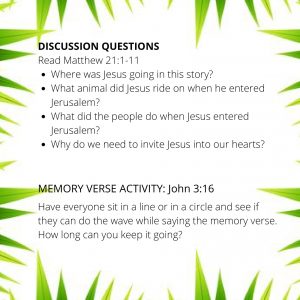 DISCUSSION QUESTIONS
Read Matthew 21:1-11
• Where was Jesus going in this story?
• What animal did Jesus ride on when he entered
Jerusalem?
• What did the people do when Jesus entered
Jerusalem?
• Why do we need to invite Jesus into our hearts?
MEMORY VERSE ACTIVITY: John 3:16
Have everyone sit in a line or in a circle and see if
they can do the wave while saying the memory verse.
How long can you keep it going?